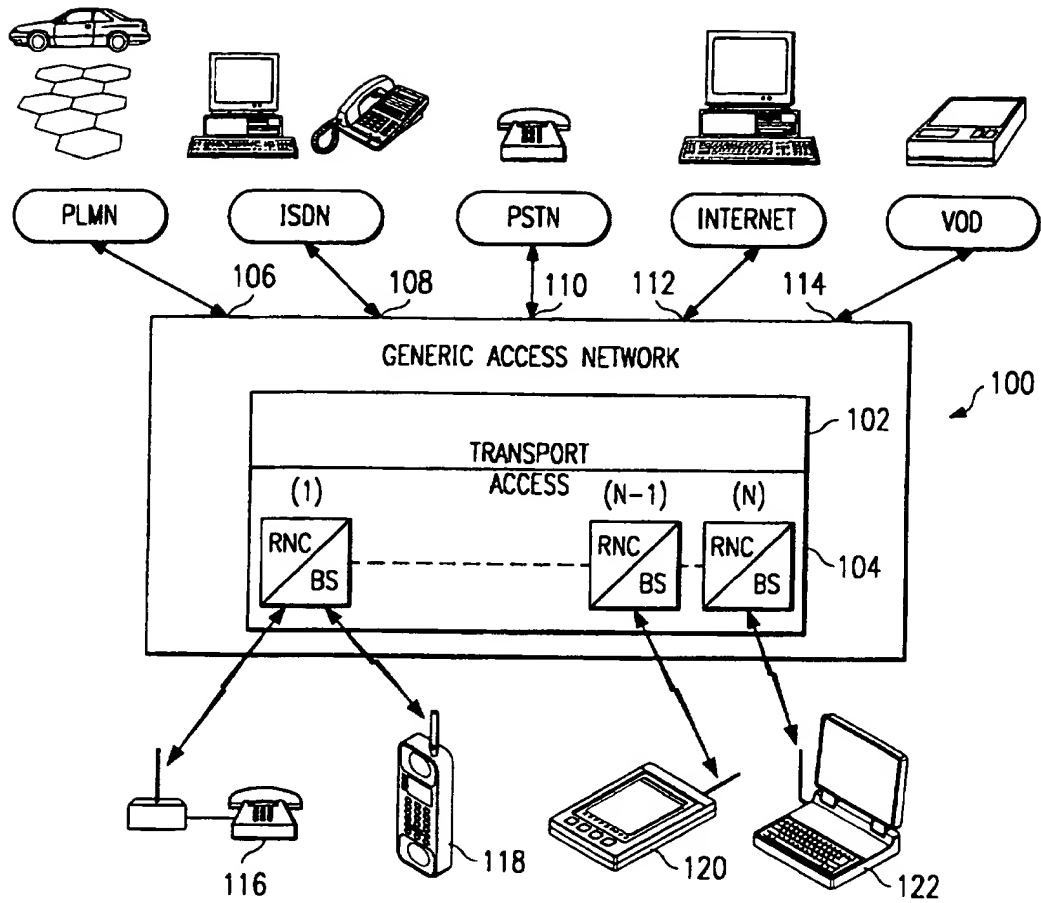 PLMN
ISDN
PSTN
INTERNET
VOD
106
108
110
112
114
GENERIC ACCESS NETWORK
100
102
TRANSPORT
ACCESS
(1)
(N-1)
(N)
RNC
BS
RNC
BS
RNC
BS
104
116
118
120
122